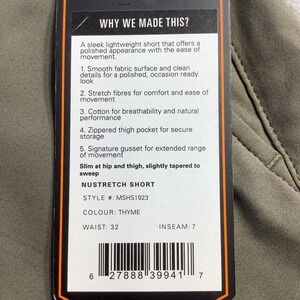 WHY WE MADE THIS?
A sleek lightweight short that offers a
polished appearance with the ease of
movement.
1. Smooth fabric surface and clean
details for a polished, occasion ready
look
2. Stretch fibres for comfort and ease of
movement
3. Cotton for breathability and natural
performance
4. Zippered thigh pocket for secure
storage
5. Signature gusset for extended range
of movement
Slim at hip and thigh, slightly tapered to
sweep
NUSTRETCH SHORT
STYLE #: MSHS1923
COLOUR: THYME
WAIST: 32 INSEAM: 7
6 27888 39941 7